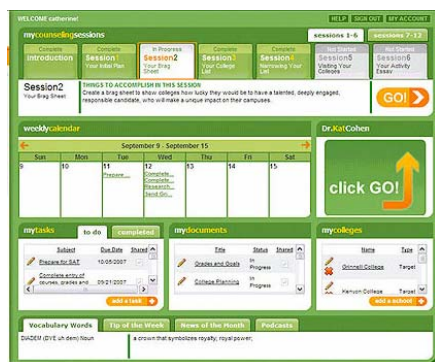 WELCOME catherine!
HELP SIGN OUT MY ACCOUNT
mycounselingsessions
sessions 1-6 sessions 7-12
Complete Complete In Progress Complete Complete Not Started Not Started
Introduction Session1 Session2 Session3 Session4 Session5 Session6
Your Initial Plan Your Brag Sheet Your College List Narrowing Your List Visiting Your Colleges Your Activity Essay
Session2
Your Brag Sheet
THINGS TO ACCOMPLISH IN THIS SESSION
Create a brag sheet to show colleges how lucky they would be to have a talented, deeply engaged,
responsible candidate, who will make a unique impact on their campuses.
GO!
weeklycalendar
Dr.KatCohen
September 9 - September 15
Sun Mon Tue Wed Thu Fri Sat
9 10 11 12 13 14 15
Prepare ...
Complete...
Complete...
Research...
Send Gri...
click GO!
mytasks to do completed
mydocuments
mycolleges
Subject Due Date Shared
Prepare for SAT 10/05/2007
Complete entry of
courses, grades and 09/21/2007
add a task
Title Status Shared
Grades and Goals In Progress
College Planning In Progress
Name Type
Grinnell College Target
Kenyon College Target
add a school
Vocabulary Words Tip of the Week News of the Month Podcasts
DIADEM (DYE uh dem) Noun
a crown that symbolizes royalty; royal power;